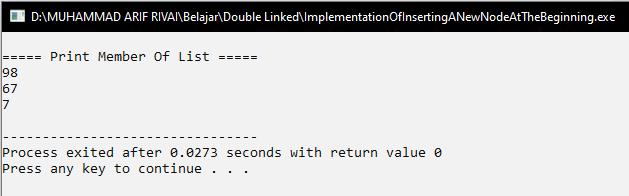 D:\MUHAMMAD ARIF RIVAI\Belajar\Double Linked\ImplementationOfInsertingANewNodeAtTheBeginning.exe
===== Print Member Of List =====
98
67
7
--------------------------------
Process exited after 0.0273 seconds with return value 0
Press any key to continue . . .